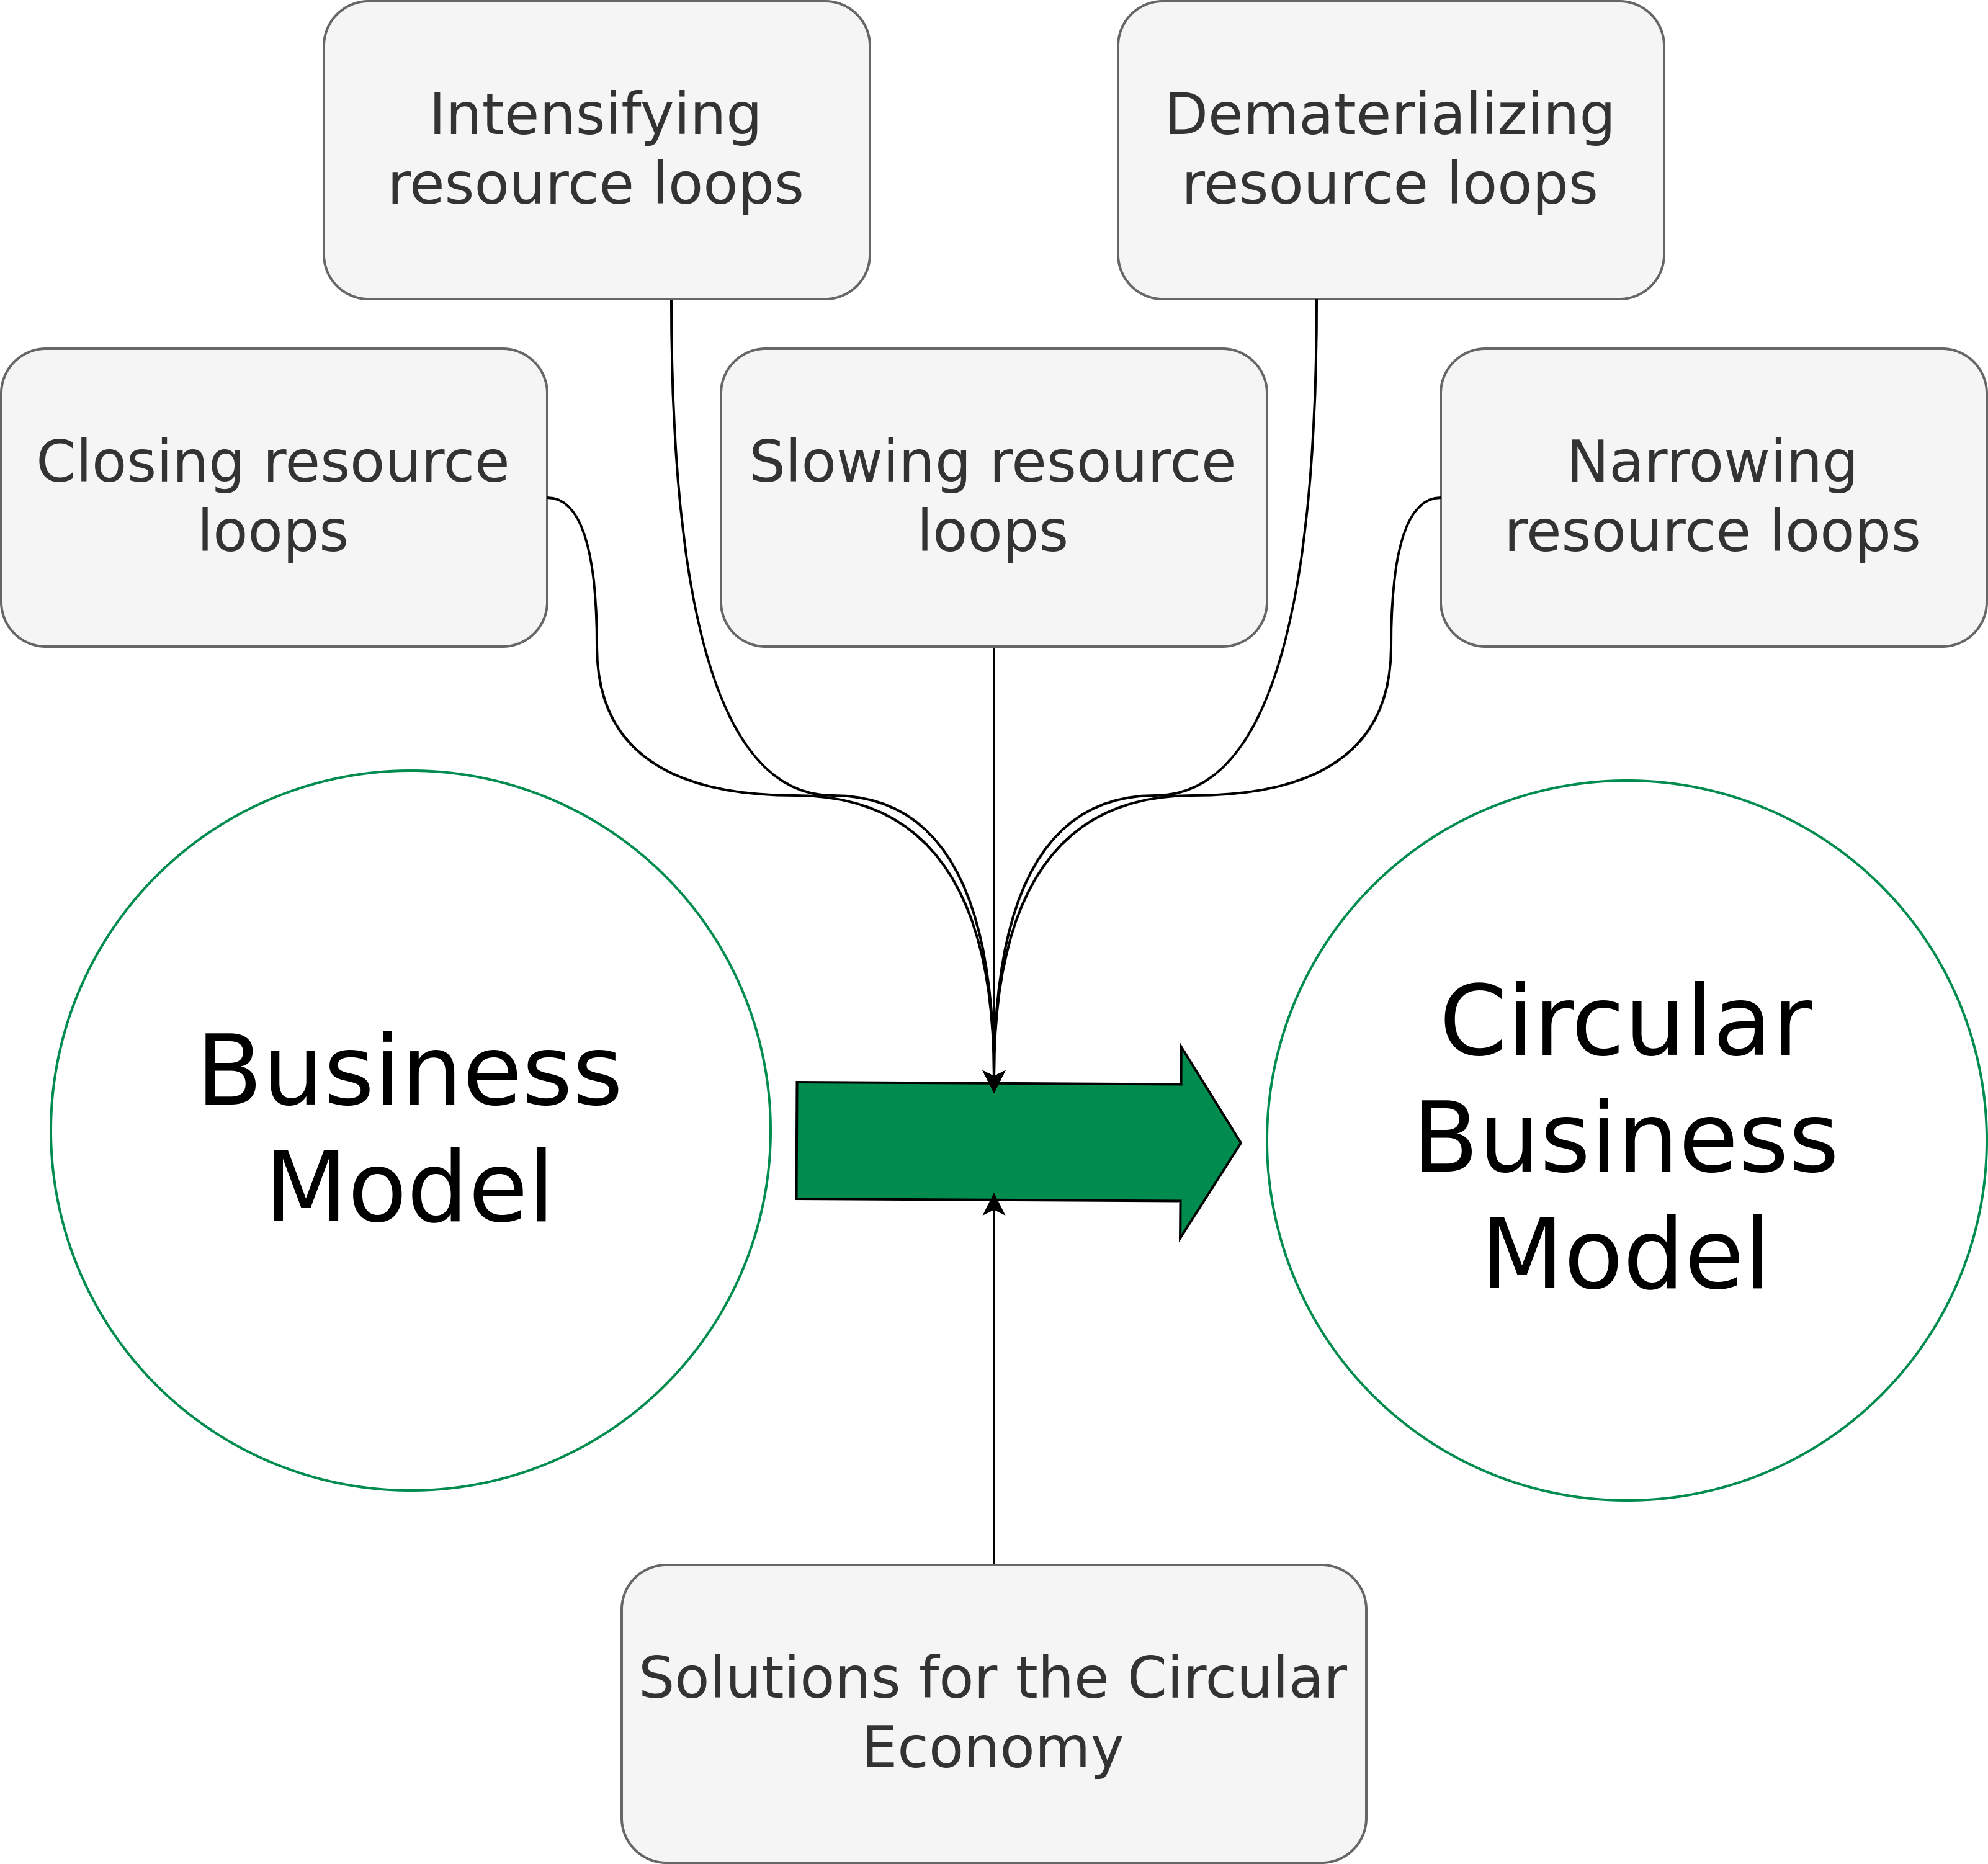 Intensifying
resource loops
Dematerializing
resource loops
Closing resource
loops
Slowing resource
loops
Narrowing
resource loops
Business
Model
Circular
Business
Model
Solutions for the Circular
Economy